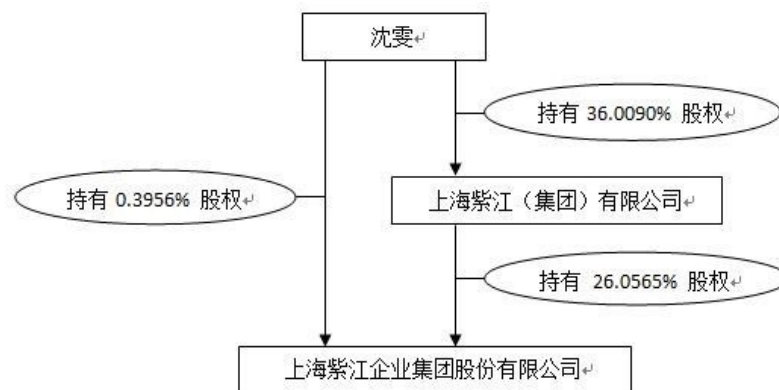 沈雯
持有 36.0090% 股权
持有 0.3956% 股权
上海紫江（集团）有限公司
持有 26.0565% 股权
上海紫江企业集团股份有限公司